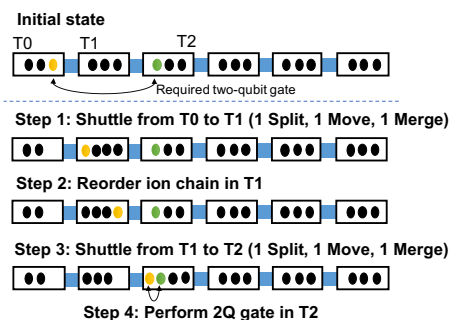 Initial state
T0 T1 T2
Required two-qubit gate
Step 1: Shuttle from T0 to T1 (1 Split, 1 Move, 1 Merge)
Step 2: Reorder ion chain in T1
Step 3: Shuttle from T1 to T2 (1 Split, 1 Move, 1 Merge)
Step 4: Perform 2Q gate in T2